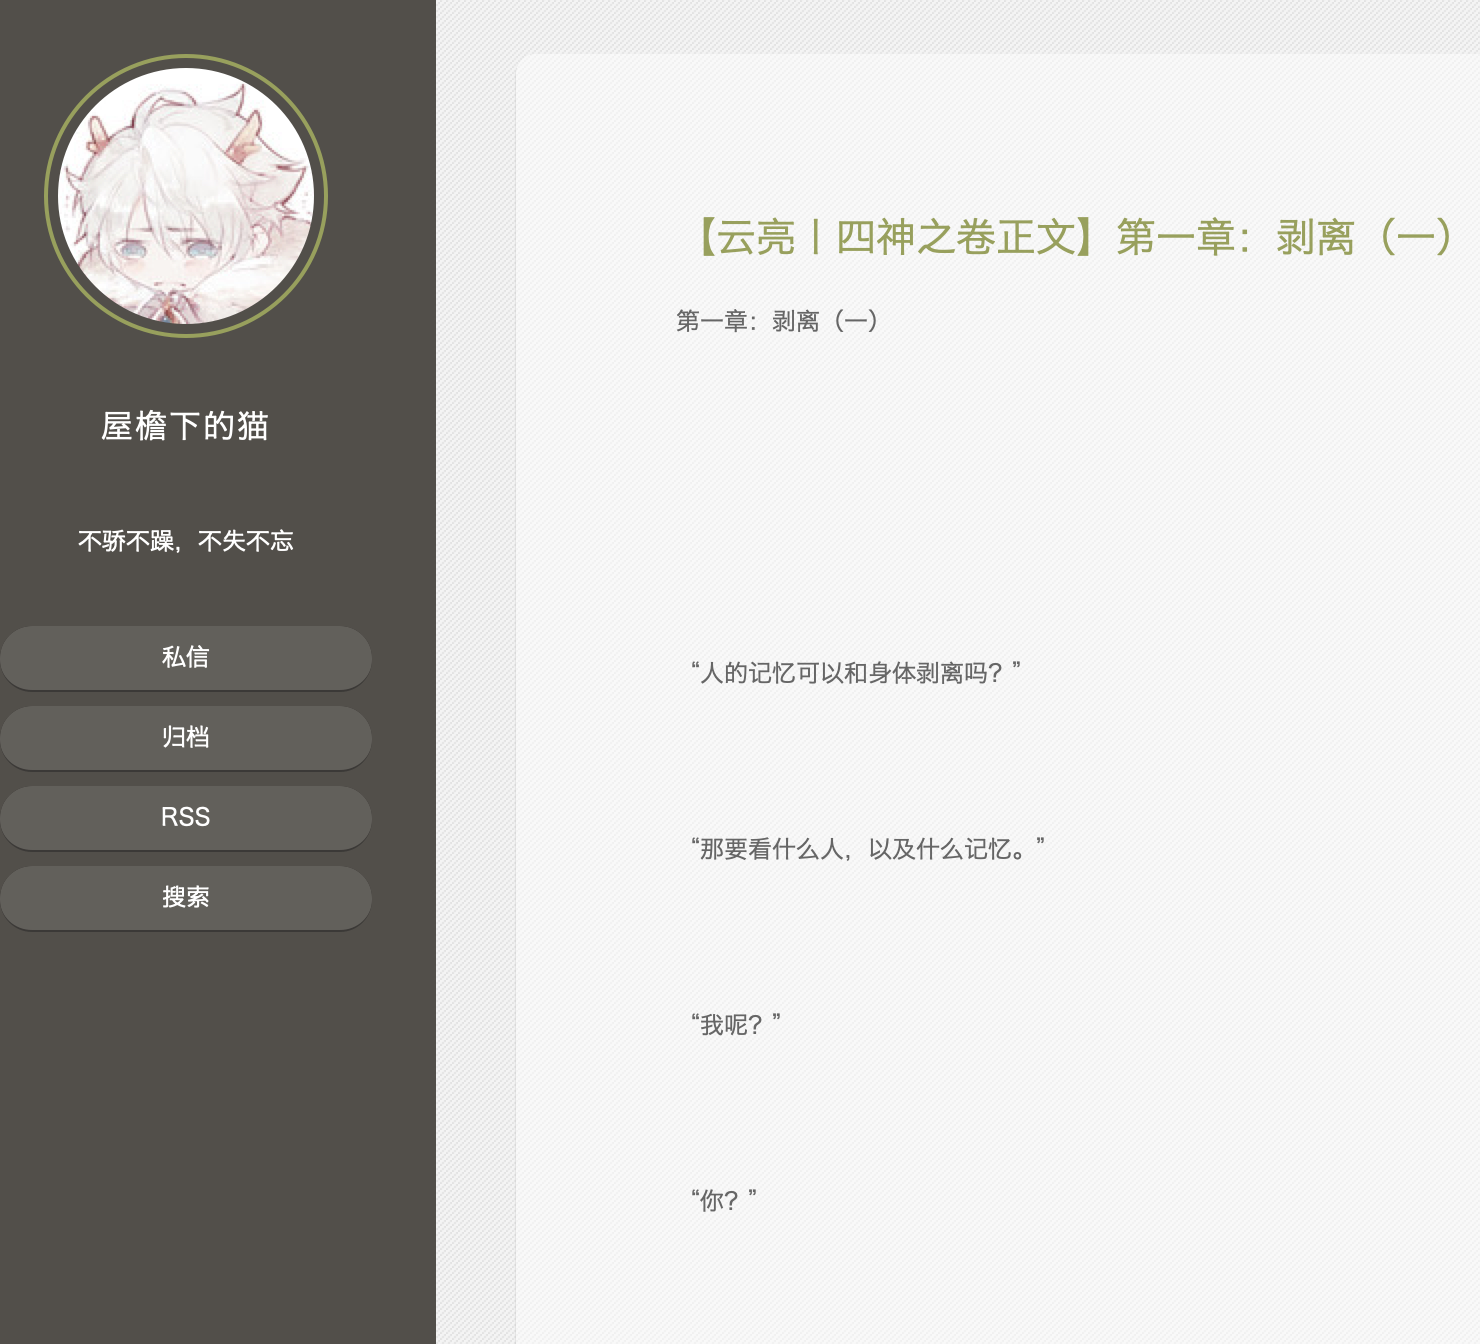 屋檐下的猫
不骄不躁，不失不忘
私信
归档
RSS
搜索
【云亮丨四神之卷正文】第一章：剥离（一）
第一章：剥离（一）
“人的记忆可以和身体剥离吗？”
“那要看什么人，以及什么记忆。”
“我呢？”
“你？”